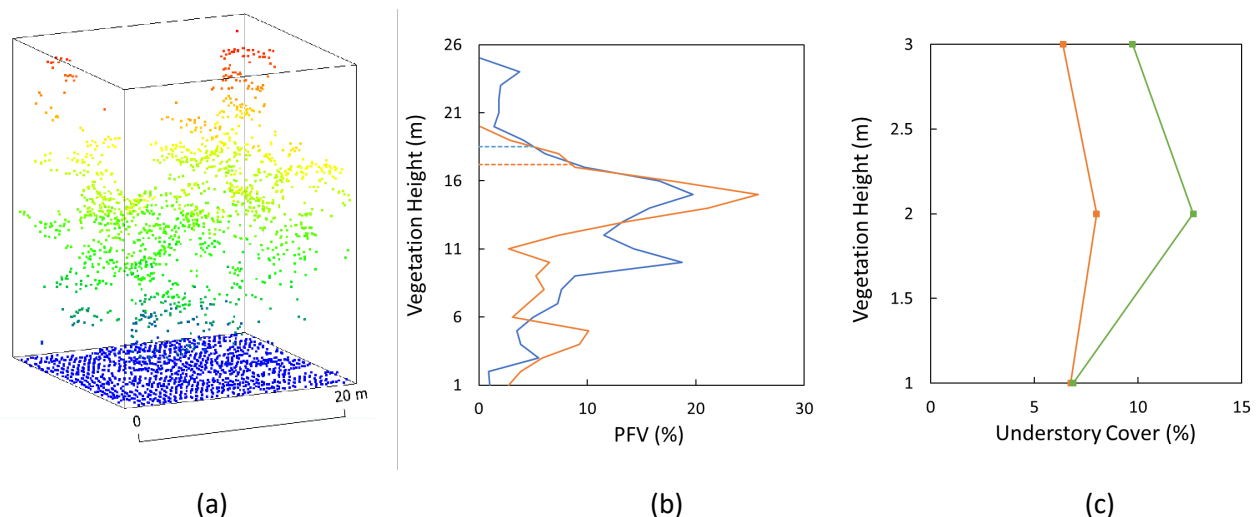 0
20 m
(a)
Vegetation Height (m)
26
21
16
11
6
1
0
10
20
30
PFV (%)
(b)
Vegetation Height (m)
3
2.5
2
1.5
1
0
5
10
15
Understory Cover (%)
(c)